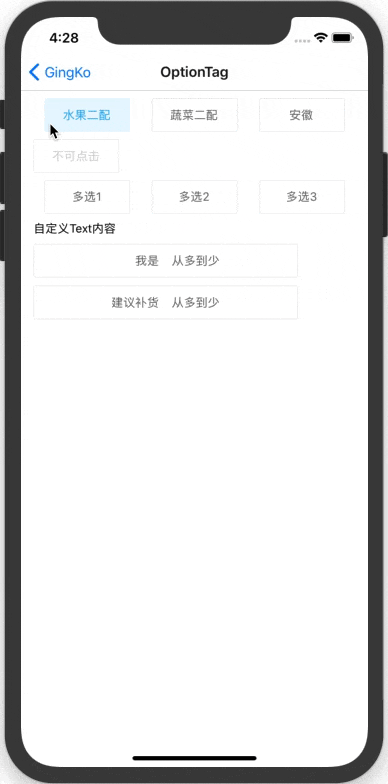 4:28
GingKo OptionTag
水果二配 蔬菜二配 安徽
不可点击
多选1 多选2 多选3
自定义Text内容
我是 从多到少
建议补货 从多到少